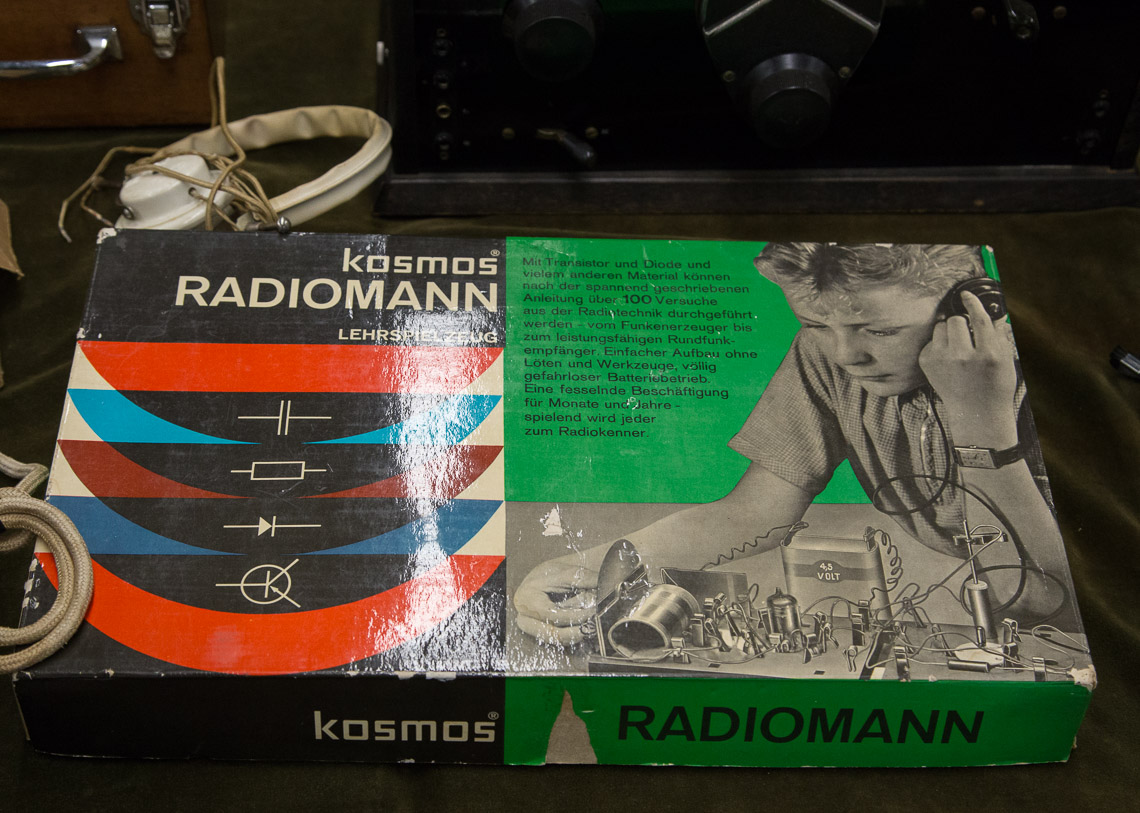 kosmos®
RADIOMANN
LEHRSPIELZEUG
Mit Transistor und Diode und
vielem anderen Material können
nach der spannend geschriebenen
Anleitung über 100 Versuche
aus der Radiotechnik durchgeführt
werden – vom Funkenerzeuger bis
zum leistungsfähigen Rundfunk-
empfänger. Einfacher Aufbau ohne
Löten und Werkzeuge, völlig
gefahrloser Batteriebetrieb.
Eine fesselnde Beschäftigung
für Monate und Jahre –
spielend wird jeder
zum Radiokenner.
4,5
VOLT
kosmos®
RADIOMANN